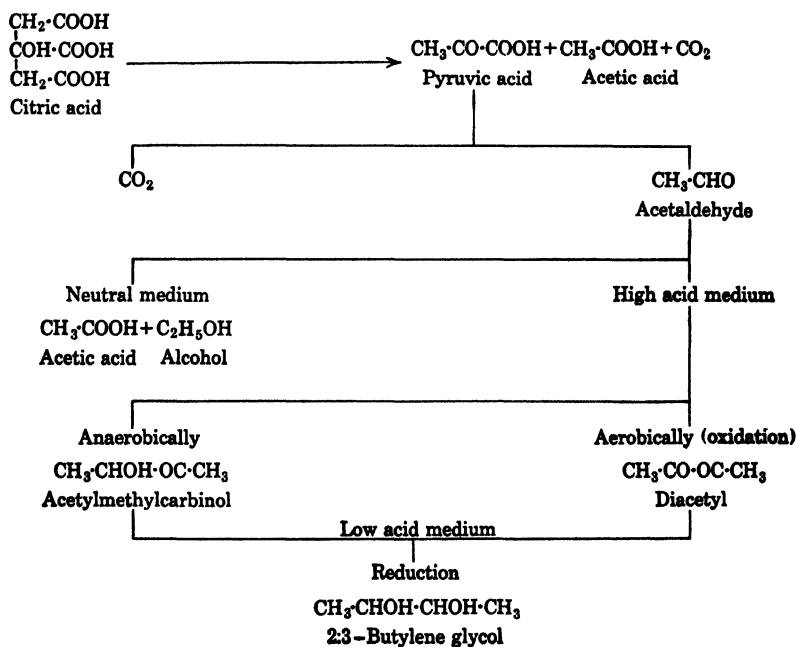 CH₂·COOH
COH·COOH
CH₂·COOH
Citric acid
CH₃·CO·COOH+CH₃·COOH+CO₂
Pyruvic acid Acetic acid
CO₂
CH₃·CHO
Acetaldehyde
Neutral medium
High acid medium
CH₃·COOH+C₂H₅OH
Acetic acid Alcohol
Anaerobically
Aerobically (oxidation)
CH₃·CHOH·OC·CH₃
CH₃·CO·OC·CH₃
Acetylmethylcarbinol
Diacetyl
Low acid medium
Reduction
CH₃·CHOH·CHOH·CH₃
2:3–Butylene glycol